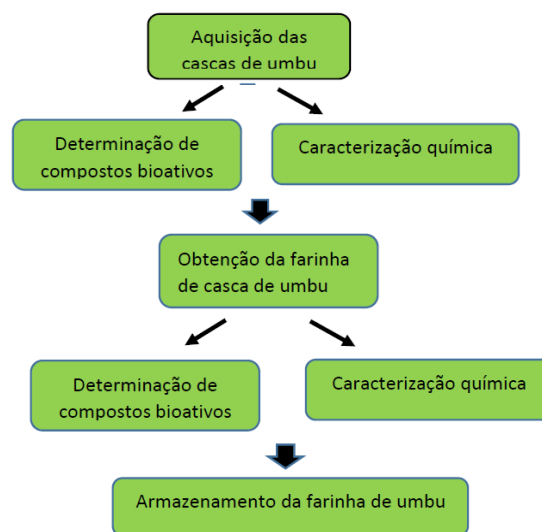 Aquisição das
cascas de umbu
Determinação de
compostos bioativos
Caracterização química
Obtenção da farinha
de casca de umbu
Determinação de
compostos bioativos
Caracterização química
Armazenamento da farinha de umbu